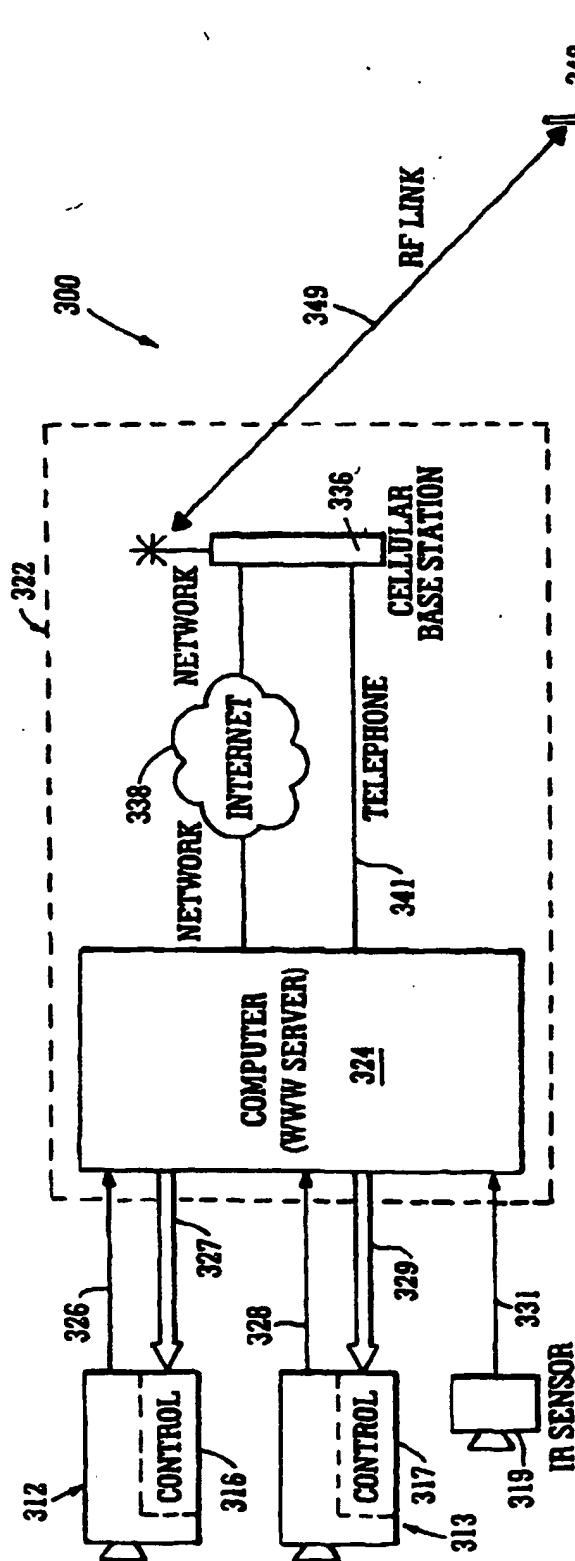 300
322
312
326
327
CONTROL
316
328
329
CONTROL
317
313
331
319
IR SENSOR
COMPUTER
(WWW SERVER)
324
NETWORK
338
INTERNET
NETWORK
TELEPHONE
341
336
CELLULAR
BASE STATION
349
RF LINK